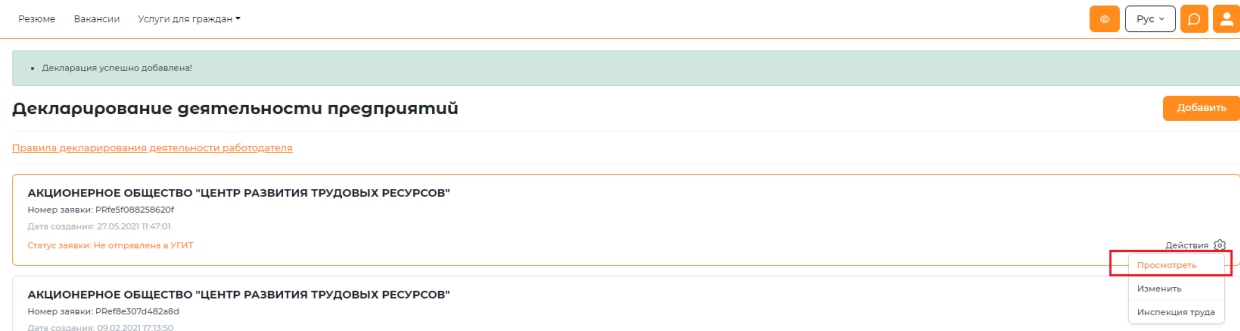 Резюме Вакансии Услуги для граждан
Рус
Декларация успешно добавлена!
Декларирование деятельности предприятий
Добавить
Правила декларирования деятельности работодателя
АКЦИОНЕРНОЕ ОБЩЕСТВО "ЦЕНТР РАЗВИТИЯ ТРУДОВЫХ РЕСУРСОВ"
Номер заявки: PRfe5f088258620f
Дата создания: 27.05.2021 11:47:01
Статус заявки: Не отправлена в УГИТ
Действия
Просмотреть
Изменить
Инспекция труда
АКЦИОНЕРНОЕ ОБЩЕСТВО "ЦЕНТР РАЗВИТИЯ ТРУДОВЫХ РЕСУРСОВ"
Номер заявки: PRef8e307d482a8d
Дата создания: 09.02.2021 17:13:50